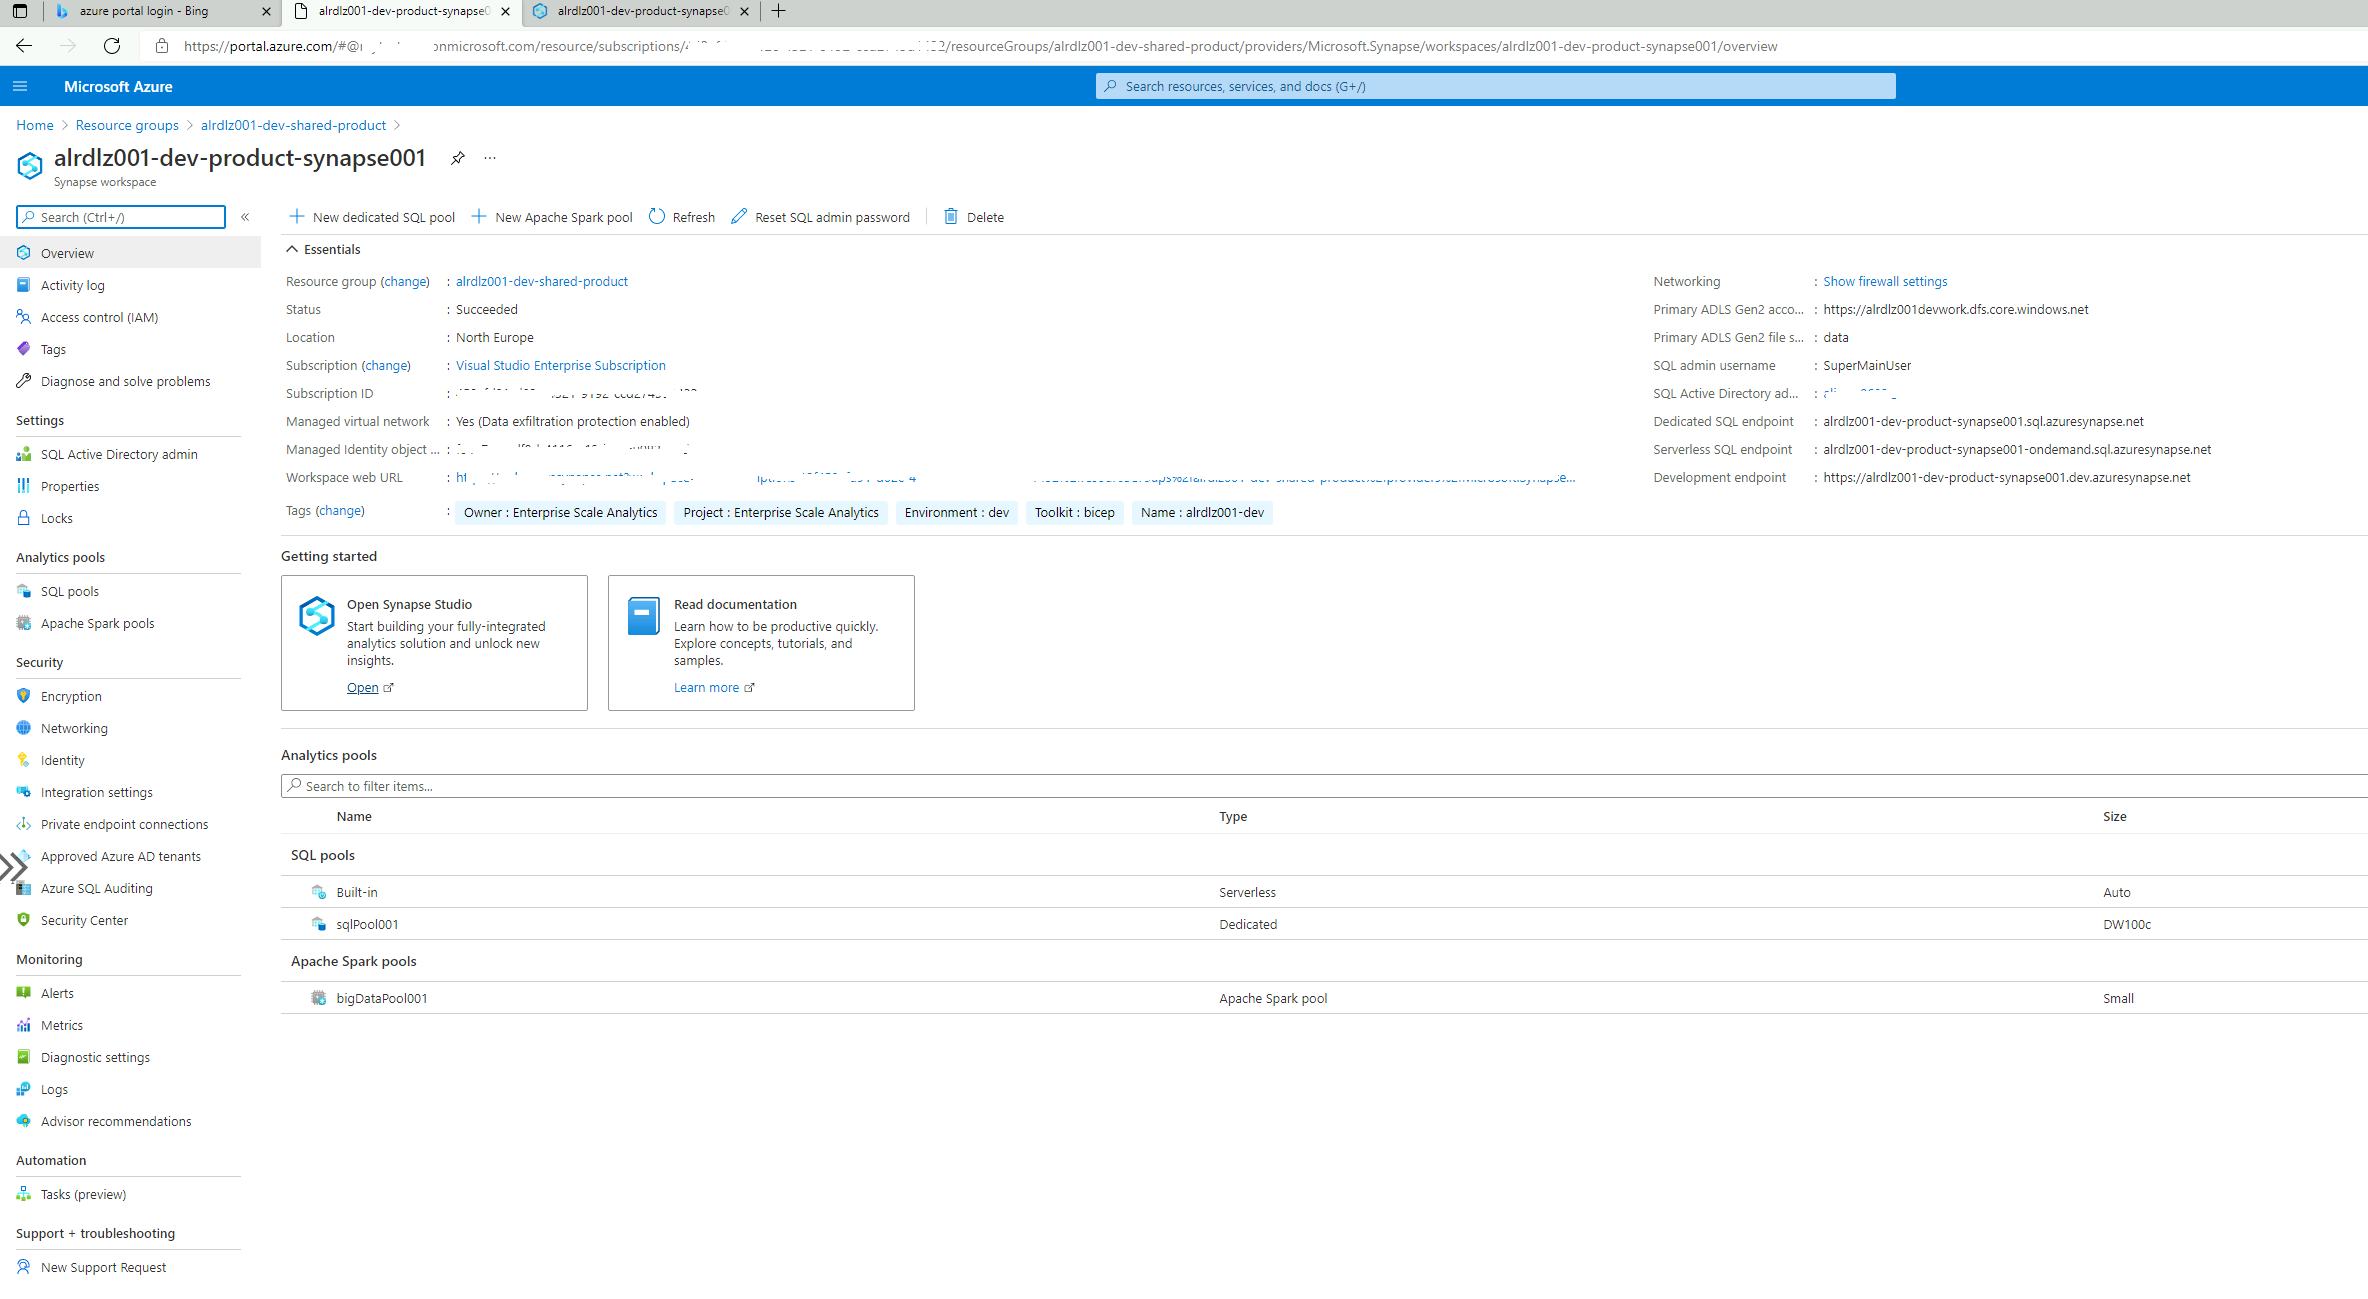 azure portal login - Bing
alrdlz001-dev-product-synapse0
alrdlz001-dev-product-synapse0
https://portal.azure.com/#@ onmicrosoft.com/resource/subscriptions/ /resourceGroups/alrdlz001-dev-shared-product/providers/Microsoft.Synapse/workspaces/alrdlz001-dev-product-synapse001/overview
Microsoft Azure
Search resources, services, and docs (G+/)
Home > Resource groups > alrdlz001-dev-shared-product >
alrdlz001-dev-product-synapse001
Synapse workspace
Search (Ctrl+/)
Overview
Activity log
Access control (IAM)
Tags
Diagnose and solve problems
Settings
SQL Active Directory admin
Properties
Locks
Analytics pools
SQL pools
Apache Spark pools
Security
Encryption
Networking
Identity
Integration settings
Private endpoint connections
Approved Azure AD tenants
Azure SQL Auditing
Security Center
Monitoring
Alerts
Metrics
Diagnostic settings
Logs
Advisor recommendations
Automation
Tasks (preview)
Support + troubleshooting
New Support Request
New dedicated SQL pool New Apache Spark pool Refresh Reset SQL admin password Delete
Essentials
Resource group (change) : alrdlz001-dev-shared-product
Status : Succeeded
Location : North Europe
Subscription (change) : Visual Studio Enterprise Subscription
Subscription ID :
Managed virtual network : Yes (Data exfiltration protection enabled)
Managed Identity object ... :
Workspace web URL :
Tags (change) : Owner : Enterprise Scale Analytics Project : Enterprise Scale Analytics Environment : dev Toolkit : bicep Name : alrdlz001-dev
Networking : Show firewall settings
Primary ADLS Gen2 acco... : https://alrdlz001devwork.dfs.core.windows.net
Primary ADLS Gen2 file s... : data
SQL admin username : SuperMainUser
SQL Active Directory ad... :
Dedicated SQL endpoint : alrdlz001-dev-product-synapse001.sql.azuresynapse.net
Serverless SQL endpoint : alrdlz001-dev-product-synapse001-ondemand.sql.azuresynapse.net
Development endpoint : https://alrdlz001-dev-product-synapse001.dev.azuresynapse.net
Getting started
Open Synapse Studio
Start building your fully-integrated
analytics solution and unlock new
insights.
Open
Read documentation
Learn how to be productive quickly.
Explore concepts, tutorials, and
samples.
Learn more
Analytics pools
Search to filter items...
Name Type Size
SQL pools
Built-in Serverless Auto
sqlPool001 Dedicated DW100c
Apache Spark pools
bigDataPool001 Apache Spark pool Small